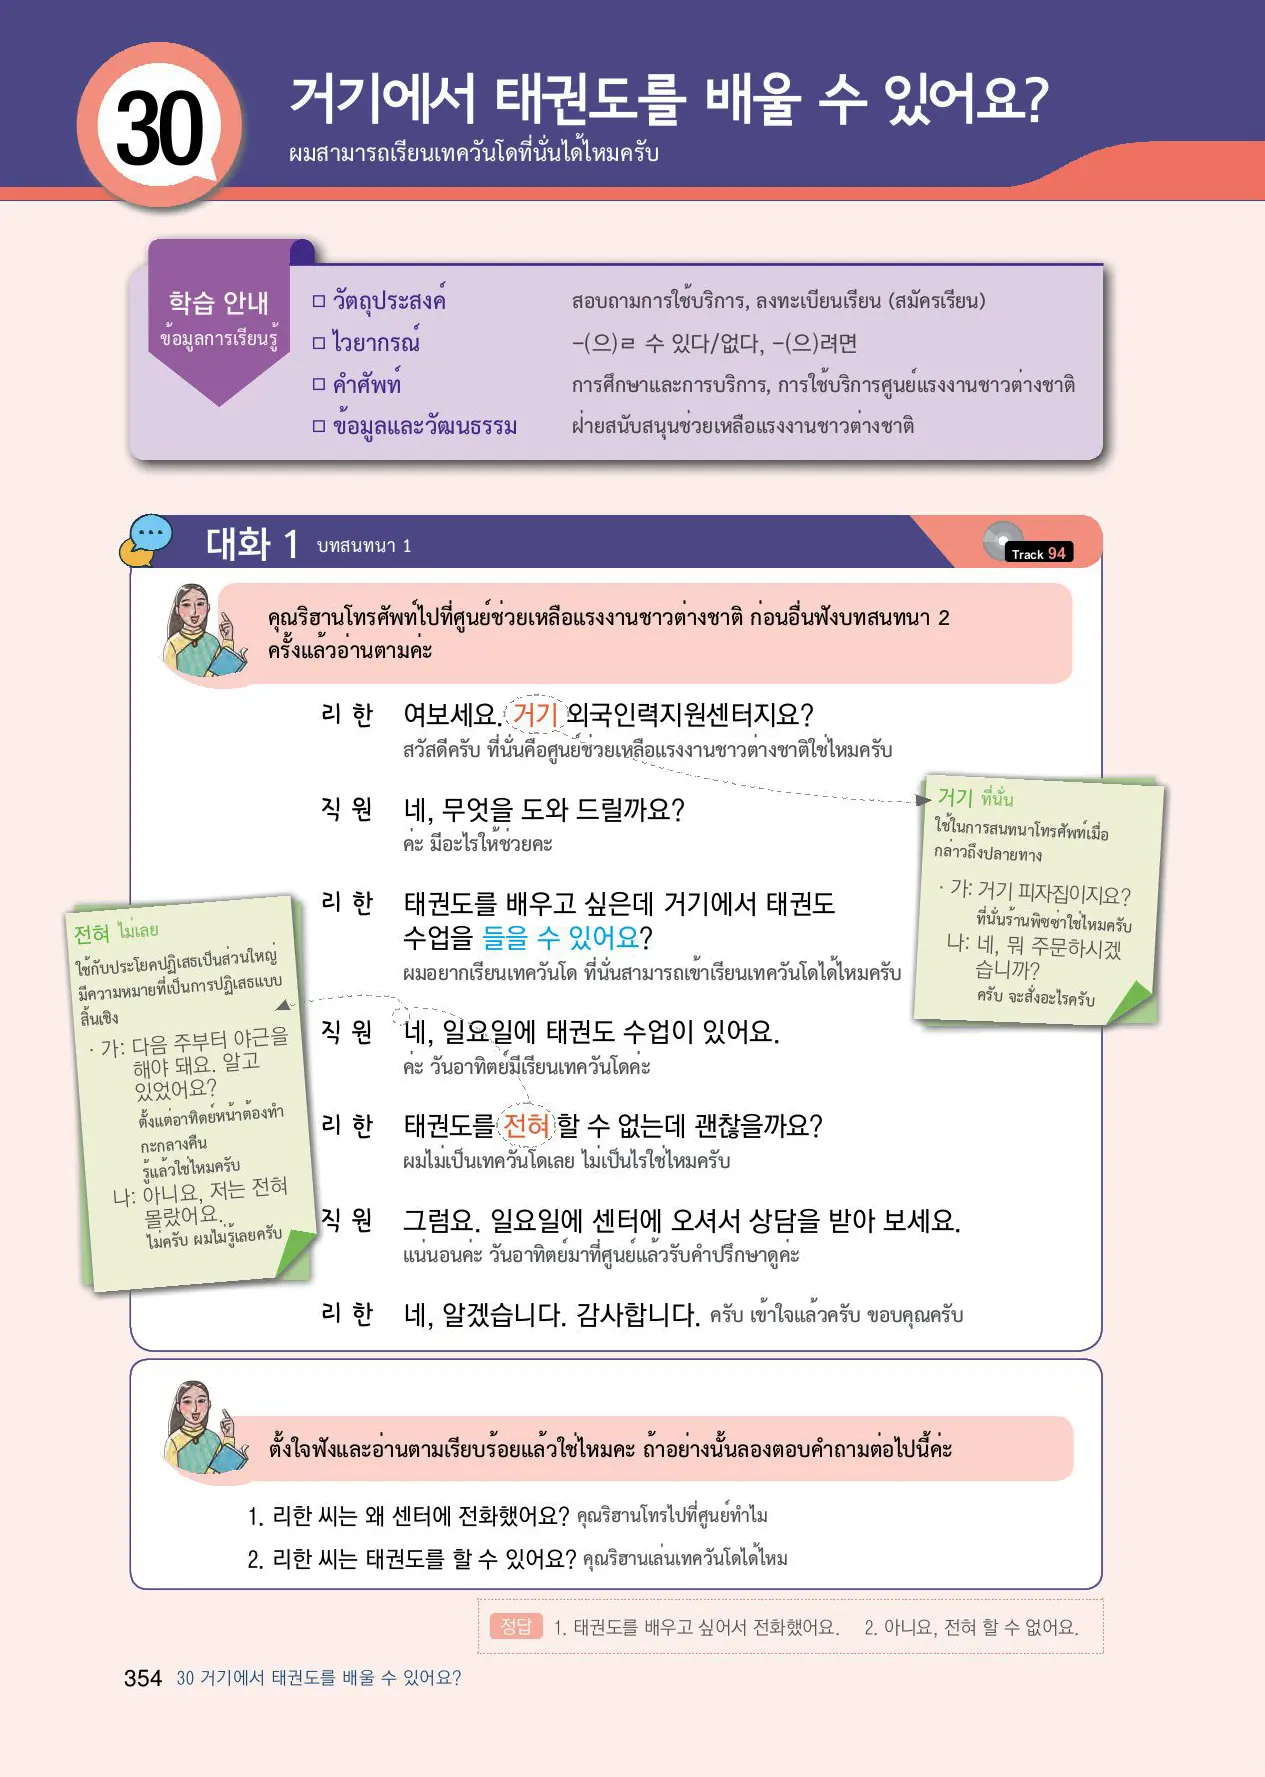 30
거기에서 태권도를 배울 수 있어요?
ผมสามารถเรียนเทควันโดที่นั่นได้ไหมครับ
학습 안내
ข้อมูลการเรียนรู้
□ วัตถุประสงค์ สอบถามการใช้บริการ, ลงทะเบียนเรียน (สมัครเรียน)
□ ไวยากรณ์ -(으)ㄹ 수 있다/없다, -(으)려면
□ คำศัพท์ การศึกษาและการบริการ, การใช้บริการศูนย์แรงงานชาวต่างชาติ
□ ข้อมูลและวัฒนธรรม ฝ่ายสนับสนุนช่วยเหลือแรงงานชาวต่างชาติ
대화 1 บทสนทนา 1
Track 94
คุณริฮานโทรศัพท์ไปที่ศูนย์ช่วยเหลือแรงงานชาวต่างชาติ ก่อนอื่นฟังบทสนทนา 2
ครั้งแล้วอ่านตามค่ะ
리 한 여보세요. 거기 외국인력지원센터지요?
สวัสดีครับ ที่นั่นคือศูนย์ช่วยเหลือแรงงานชาวต่างชาติใช่ไหมครับ
직 원 네, 무엇을 도와 드릴까요?
ค่ะ มีอะไรให้ช่วยคะ
리 한 태권도를 배우고 싶은데 거기에서 태권도
수업을 들을 수 있어요?
ผมอยากเรียนเทควันโด ที่นั่นสามารถเข้าเรียนเทควันโดได้ไหมครับ
직 원 네, 일요일에 태권도 수업이 있어요.
ค่ะ วันอาทิตย์มีเรียนเทควันโดค่ะ
리 한 태권도를 전혀 할 수 없는데 괜찮을까요?
ผมไม่เป็นเทควันโดเลย ไม่เป็นไรใช่ไหมครับ
직 원 그럼요. 일요일에 센터에 오셔서 상담을 받아 보세요.
แน่นอนค่ะ วันอาทิตย์มาที่ศูนย์แล้วรับคำปรึกษาดูค่ะ
리 한 네, 알겠습니다. 감사합니다. ครับ เข้าใจแล้วครับ ขอบคุณครับ
거기 ที่นั่น
ใช้ในการสนทนาโทรศัพท์เมื่อ
กล่าวถึงปลายทาง
· 가: 거기 피자집이지요?
ที่นั่นร้านพิซซ่าใช่ไหมครับ
나: 네, 뭐 주문하시겠
습니까?
ครับ จะสั่งอะไรครับ
전혀 ไม่เลย
ใช้กับประโยคปฏิเสธเป็นส่วนใหญ่
มีความหมายที่เป็นการปฏิเสธแบบ
สิ้นเชิง
· 가: 다음 주부터 야근을
해야 돼요. 알고
있었어요?
ตั้งแต่อาทิตย์หน้าต้องทำ
กะกลางคืน
รู้แล้วใช่ไหมครับ
나: 아니요, 저는 전혀
몰랐어요.
ไม่ครับ ผมไม่รู้เลยครับ
ตั้งใจฟังและอ่านตามเรียบร้อยแล้วใช่ไหมคะ ถ้าอย่างนั้นลองตอบคำถามต่อไปนี้ค่ะ
1. 리한 씨는 왜 센터에 전화했어요? คุณริฮานโทรไปที่ศูนย์ทำไม
2. 리한 씨는 태권도를 할 수 있어요? คุณริฮานเล่นเทควันโดได้ไหม
정답 1. 태권도를 배우고 싶어서 전화했어요. 2. 아니요, 전혀 할 수 없어요.
354 30 거기에서 태권도를 배울 수 있어요?